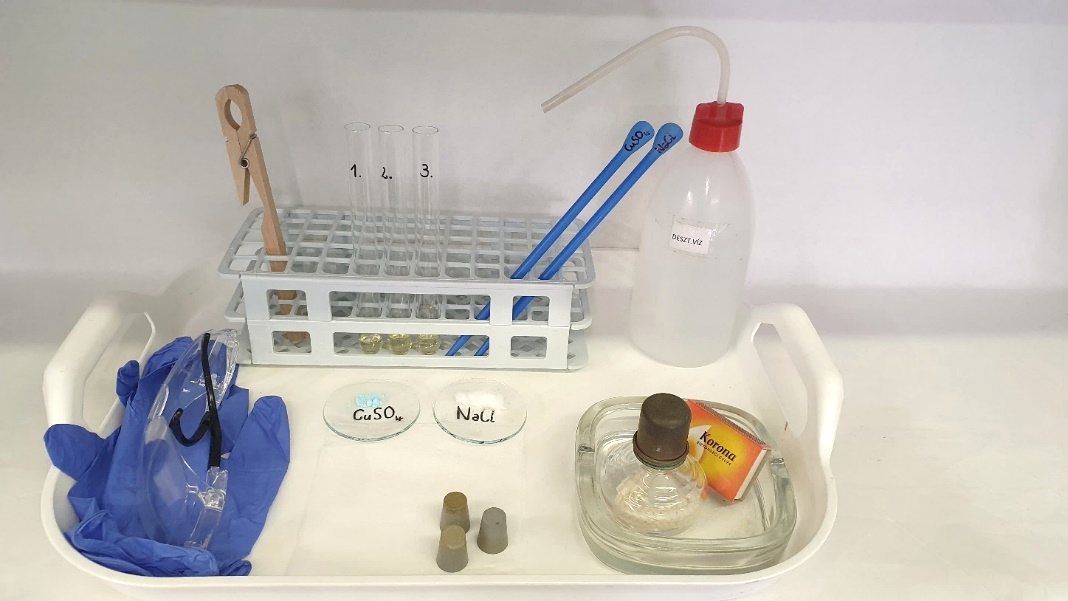 1.
2.
3.
CuSO4
NaCl
DESZT.VÍZ
CuSO4
NaCl
Korona